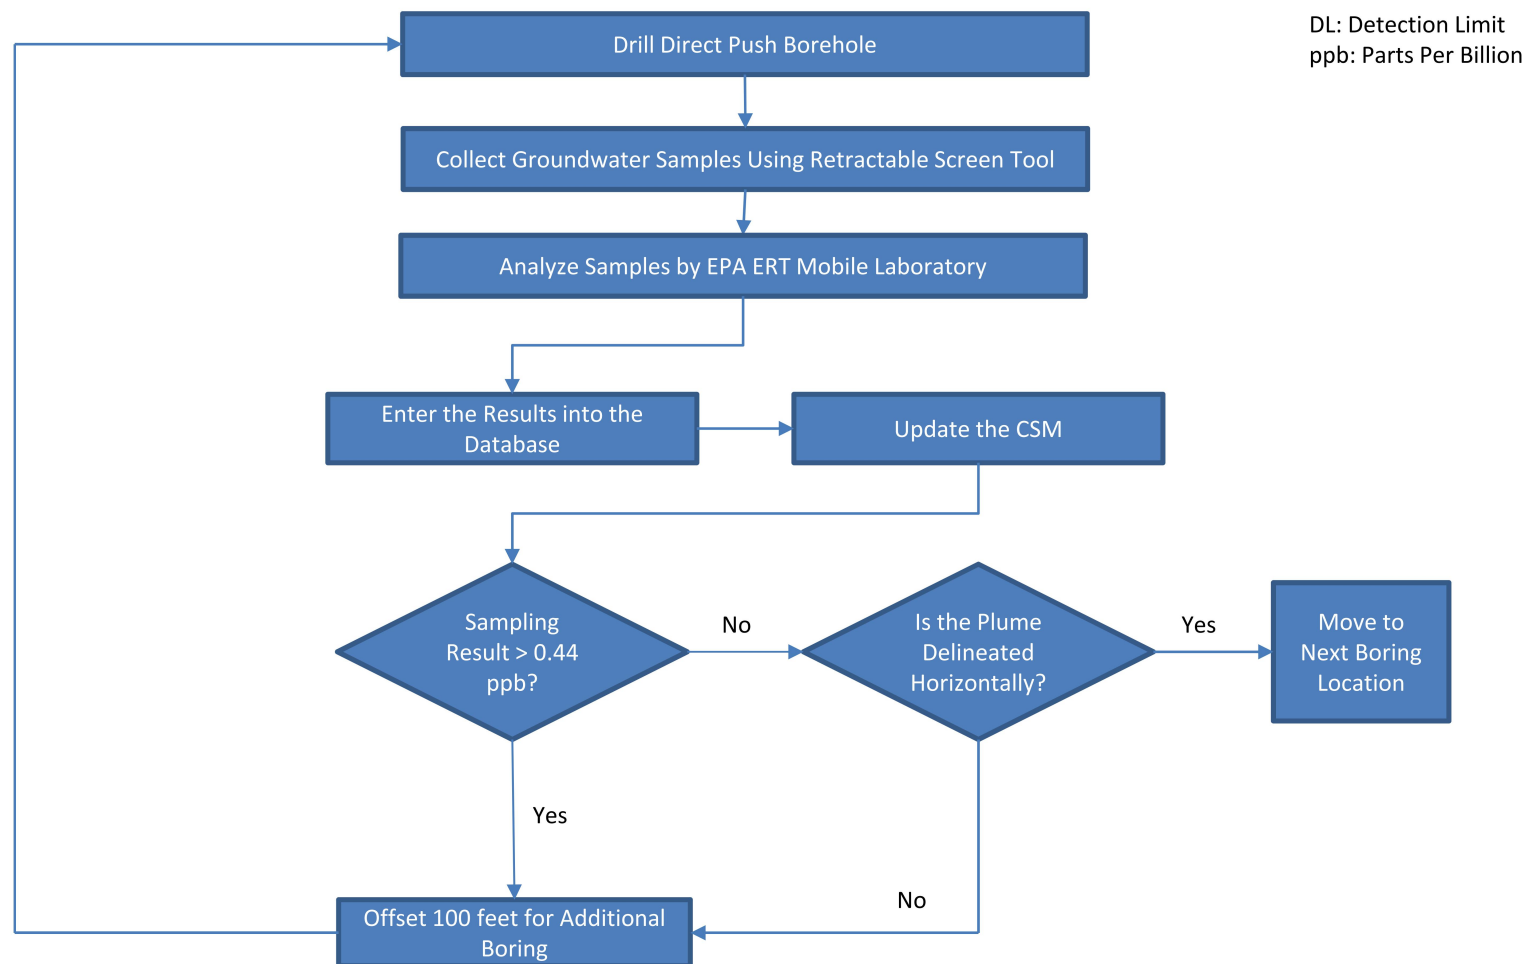 DL: Detection Limit
ppb: Parts Per Billion
Drill Direct Push Borehole
Collect Groundwater Samples Using Retractable Screen Tool
Analyze Samples by EPA ERT Mobile Laboratory
Enter the Results into the
Database
Update the CSM
Sampling
Result > 0.44
ppb?
No
Is the Plume
Delineated
Horizontally?
Yes
Move to
Next Boring
Location
Yes
No
Offset 100 feet for Additional
Boring